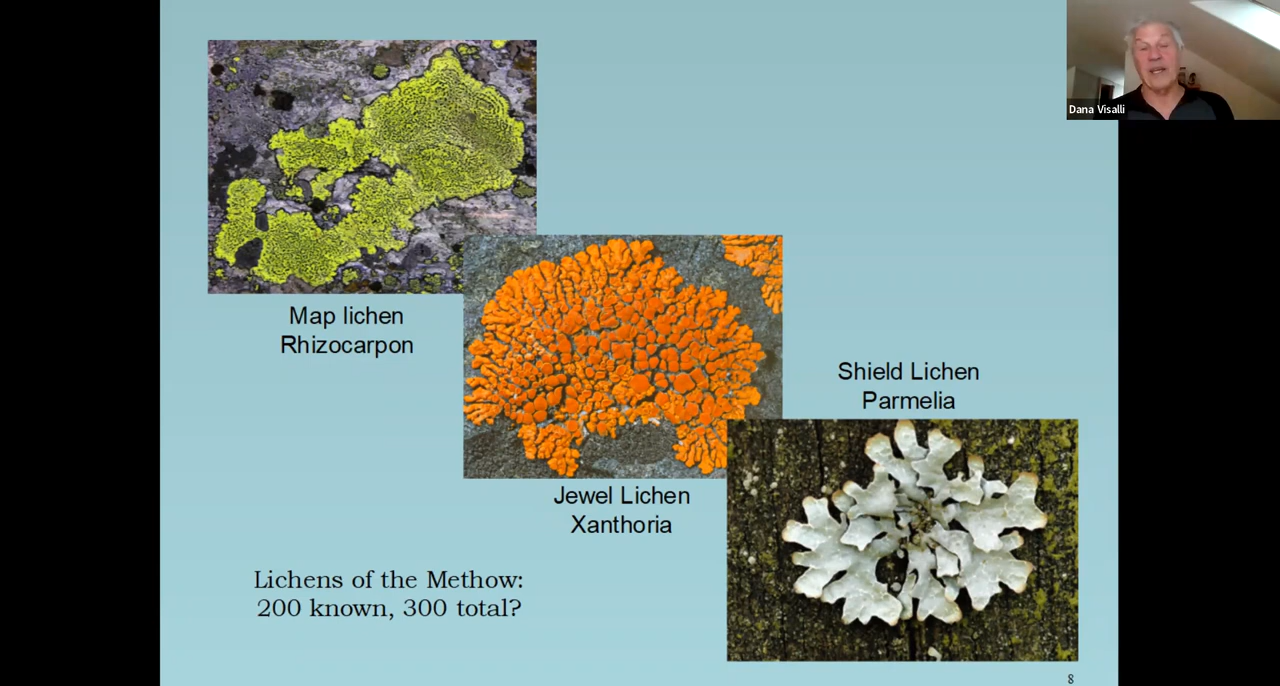 Dana Visalli
Map lichen
Rhizocarpon
Shield Lichen
Parmelia
Jewel Lichen
Xanthoria
Lichens of the Methow:
200 known, 300 total?
8